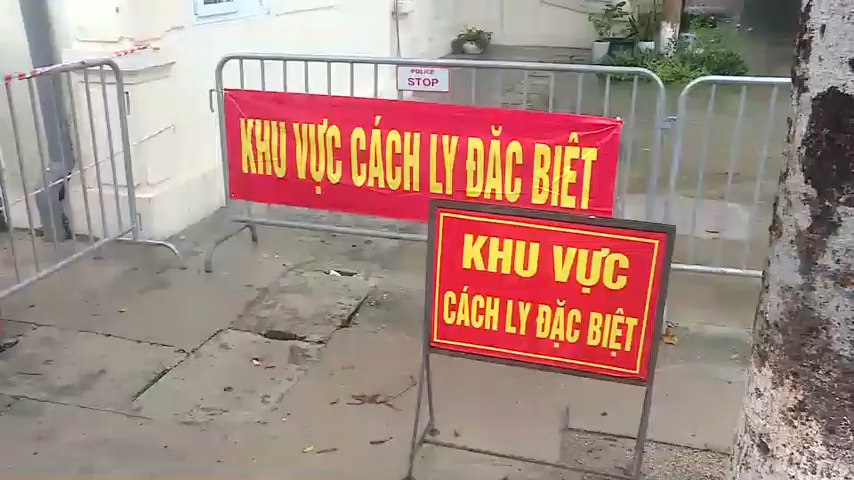 POLICE
STOP
KHU VỰC CÁCH LY ĐẶC BIỆT
KHU VỰC
CÁCH LY ĐẶC BIỆT